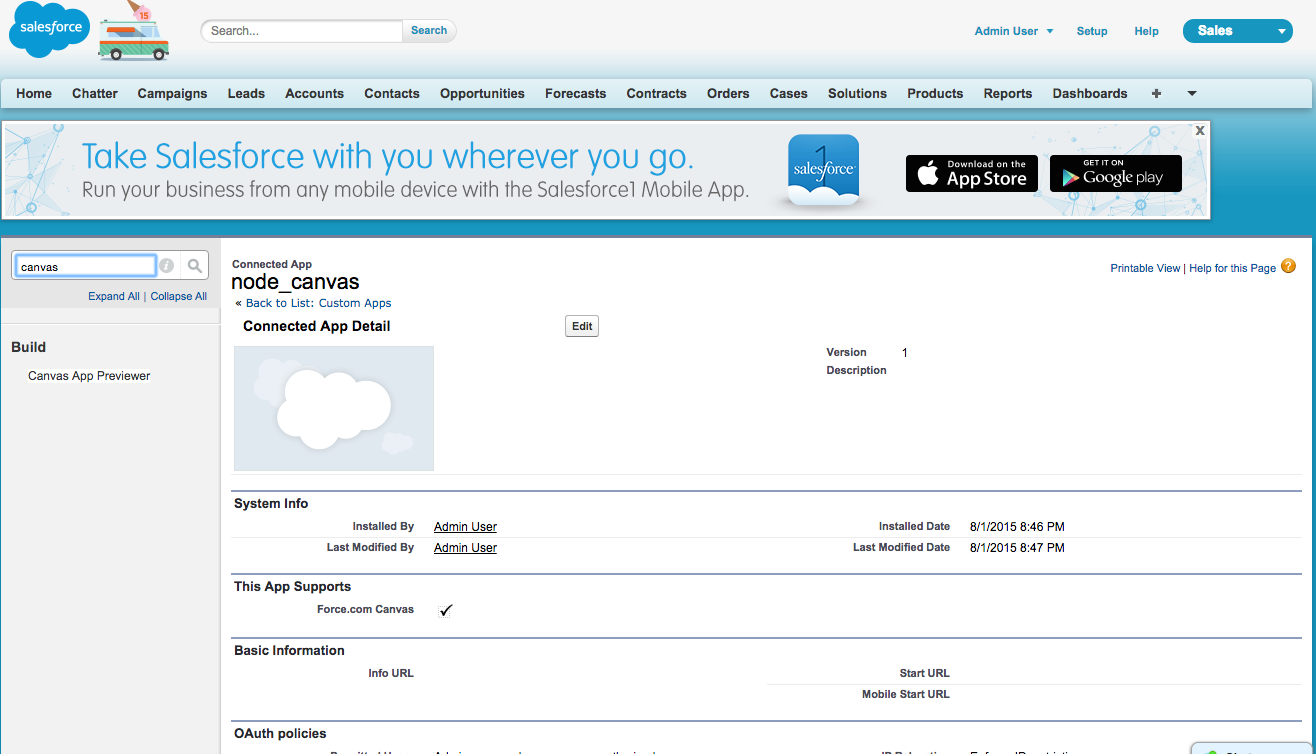 salesforce
15
Search...
Search
Admin User
Setup
Help
Sales
Home Chatter Campaigns Leads Accounts Contacts Opportunities Forecasts Contracts Orders Cases Solutions Products Reports Dashboards +
Take Salesforce with you wherever you go.
Run your business from any mobile device with the Salesforce1 Mobile App.
1
salesforce
Download on the
App Store
GET IT ON
Google play
X
canvas
i
Expand All | Collapse All
Build
Canvas App Previewer
Connected App
node_canvas
« Back to List: Custom Apps
Printable View | Help for this Page ?
Connected App Detail
Edit
Version 1
Description
System Info
Installed By Admin User Installed Date 8/1/2015 8:46 PM
Last Modified By Admin User Last Modified Date 8/1/2015 8:47 PM
This App Supports
Force.com Canvas
Basic Information
Info URL Start URL
Mobile Start URL
OAuth policies